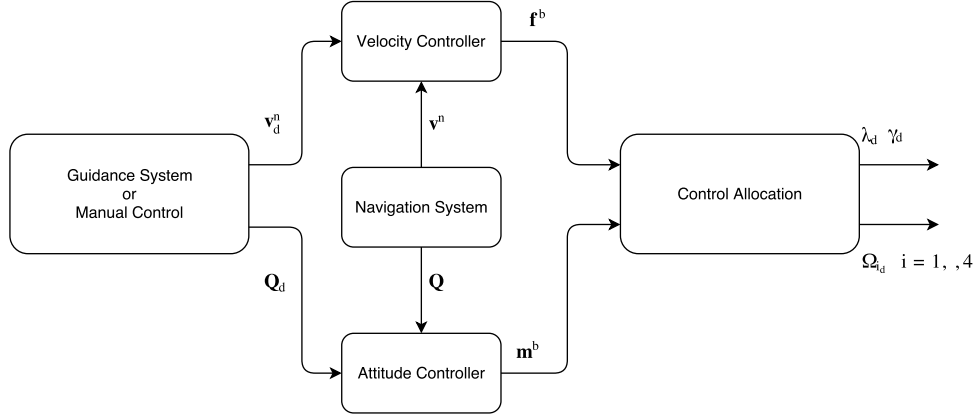 f^b
Velocity Controller
v_d^n
v^n
λ_d γ_d
Guidance System
or
Manual Control
Navigation System
Control Allocation
Ω_{i_d} i = 1, ,4
Q_d
Q
m^b
Attitude Controller